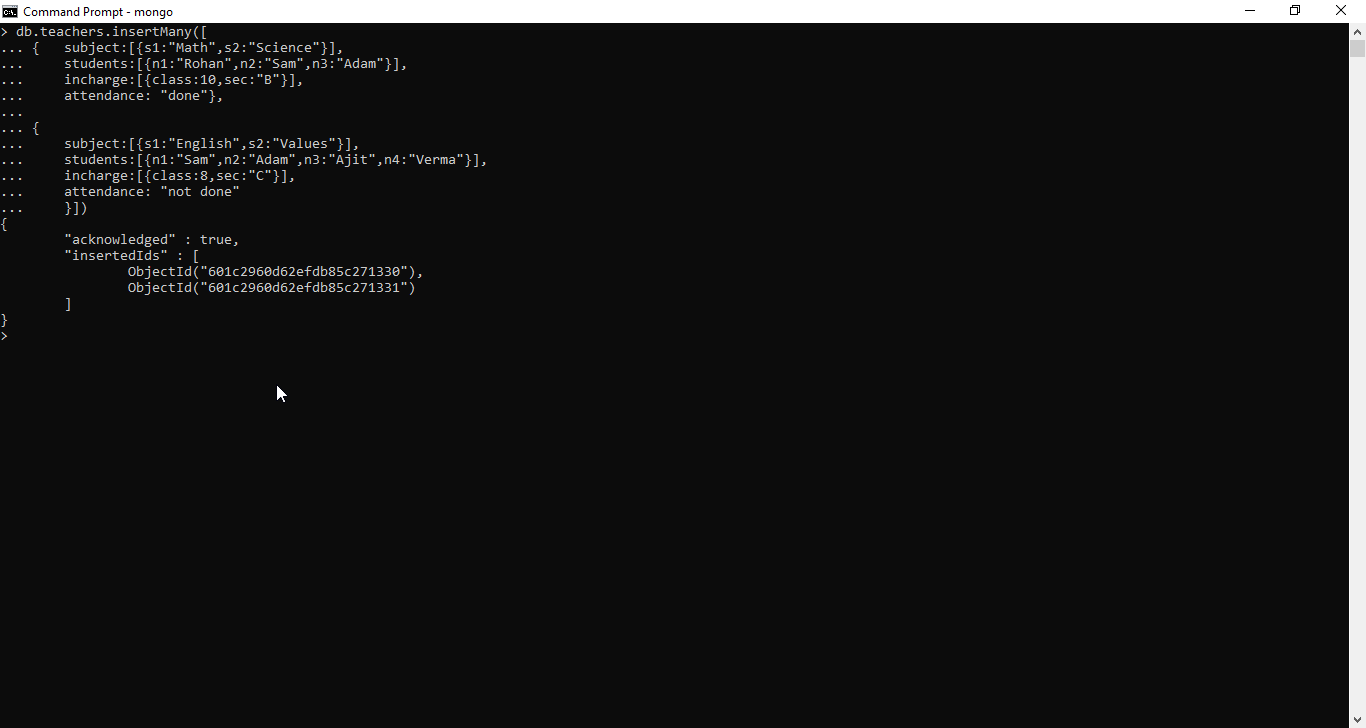 Command Prompt - mongo
> db.teachers.insertMany([
... {   subject:[{s1:"Math",s2:"Science"}],
...     students:[{n1:"Rohan",n2:"Sam",n3:"Adam"}],
...     incharge:[{class:10,sec:"B"}],
...     attendance: "done"},
...
... {
...     subject:[{s1:"English",s2:"Values"}],
...     students:[{n1:"Sam",n2:"Adam",n3:"Ajit",n4:"Verma"}],
...     incharge:[{class:8,sec:"C"}],
...     attendance: "not done"
...     }])
{
        "acknowledged" : true,
        "insertedIds" : [
                ObjectId("601c2960d62efdb85c271330"),
                ObjectId("601c2960d62efdb85c271331")
        ]
}
>